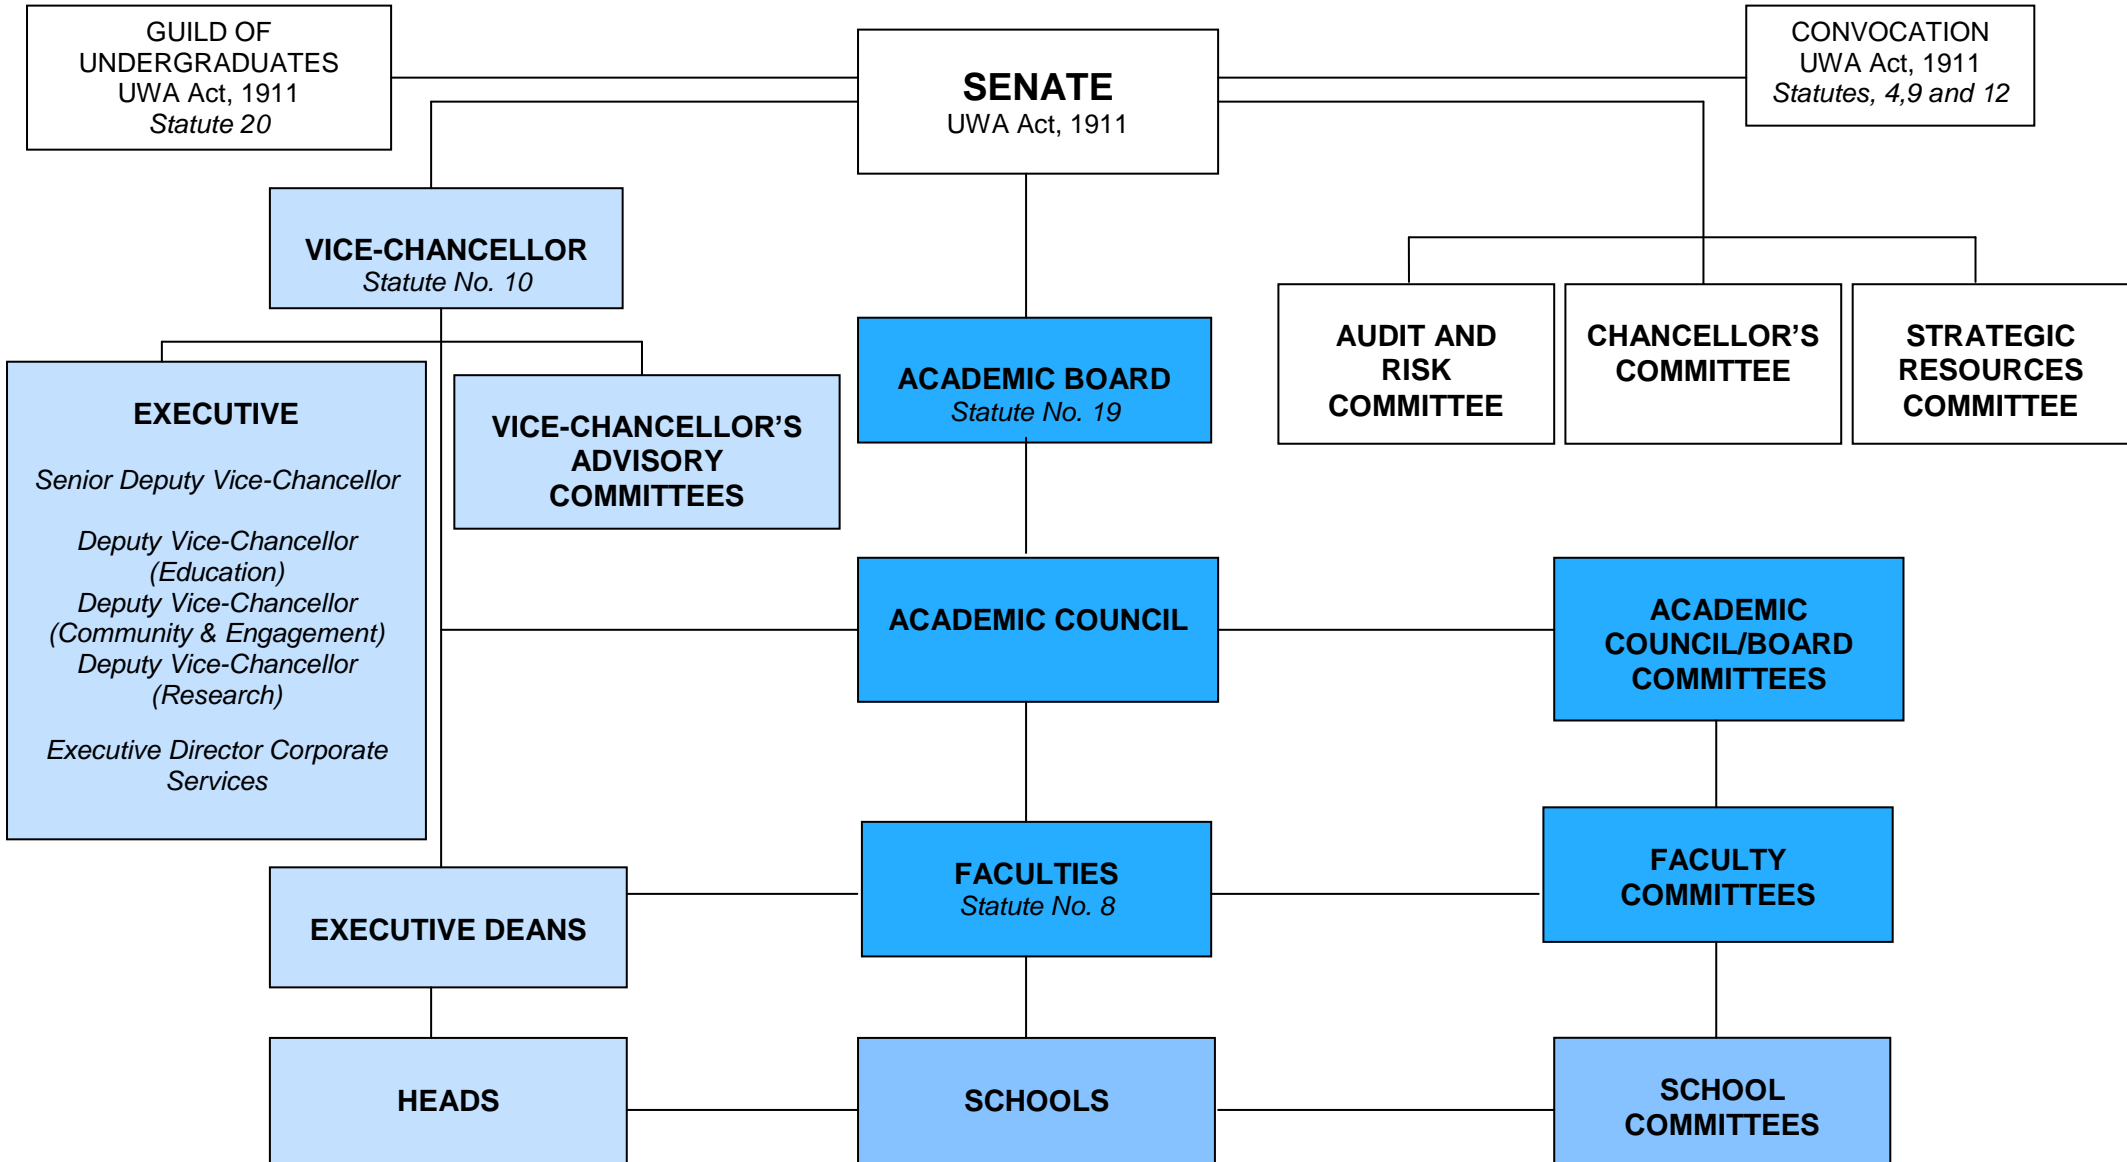 GUILD OF
UNDERGRADUATES
UWA Act, 1911
Statute 20
SENATE
UWA Act, 1911
CONVOCATION
UWA Act, 1911
Statutes, 4,9 and 12
VICE-CHANCELLOR
Statute No. 10
AUDIT AND
RISK
COMMITTEE
CHANCELLOR’S
COMMITTEE
STRATEGIC
RESOURCES
COMMITTEE
ACADEMIC BOARD
Statute No. 19
EXECUTIVE
Senior Deputy Vice-Chancellor
Deputy Vice-Chancellor
(Education)
Deputy Vice-Chancellor
(Community & Engagement)
Deputy Vice-Chancellor
(Research)
Executive Director Corporate
Services
VICE-CHANCELLOR’S
ADVISORY
COMMITTEES
ACADEMIC COUNCIL
ACADEMIC
COUNCIL/BOARD
COMMITTEES
EXECUTIVE DEANS
FACULTIES
Statute No. 8
FACULTY
COMMITTEES
HEADS
SCHOOLS
SCHOOL
COMMITTEES